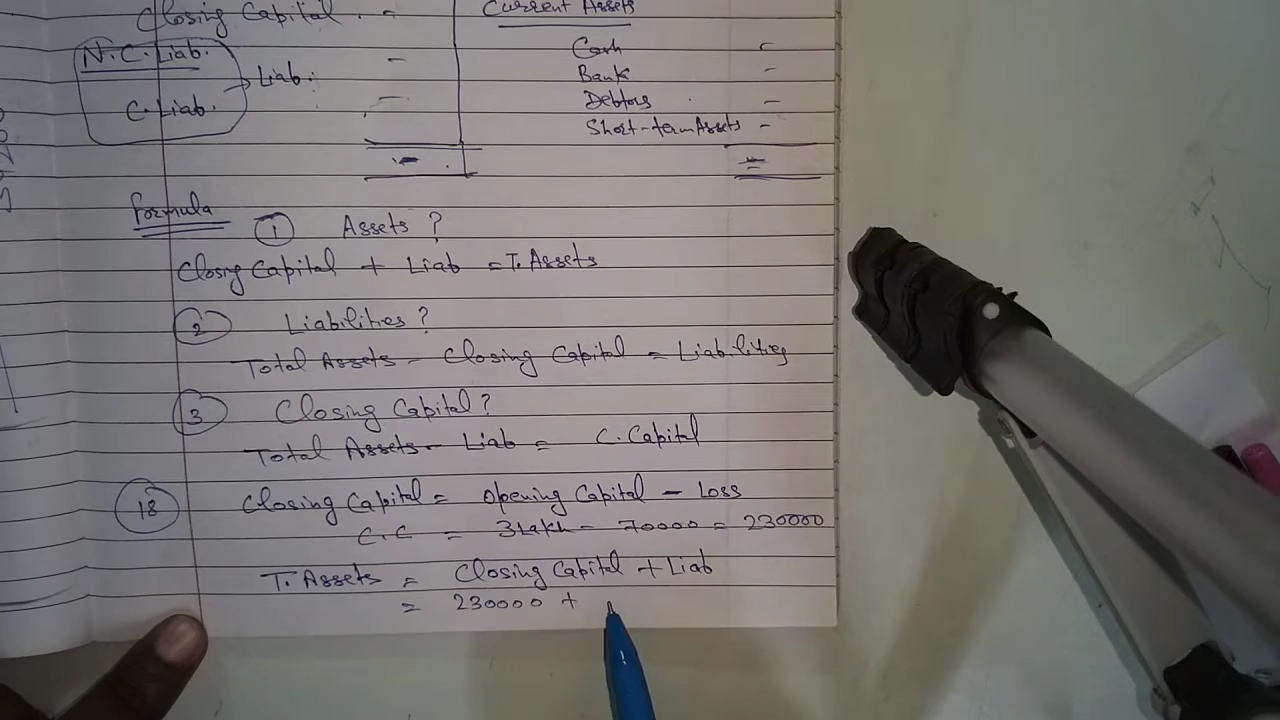 Closing Capital. -
Current Assets
N.C. Liab. -
C. Liab. -
Liab.
Cash -
Bank -
Debtors -
Short-term Assets -
Formula
① Assets ?
Closing Capital + Liab = T. Assets
② Liabilities ?
Total Assets - Closing Capital = Liabilities
③ Closing Capital ?
Total Assets - Liab = C. Capital
⑱ Closing Capital = Opening Capital - Loss
C.C = 3 Lakh - 70000 = 230000
T. Assets = Closing Capital + Liab
= 230000 +